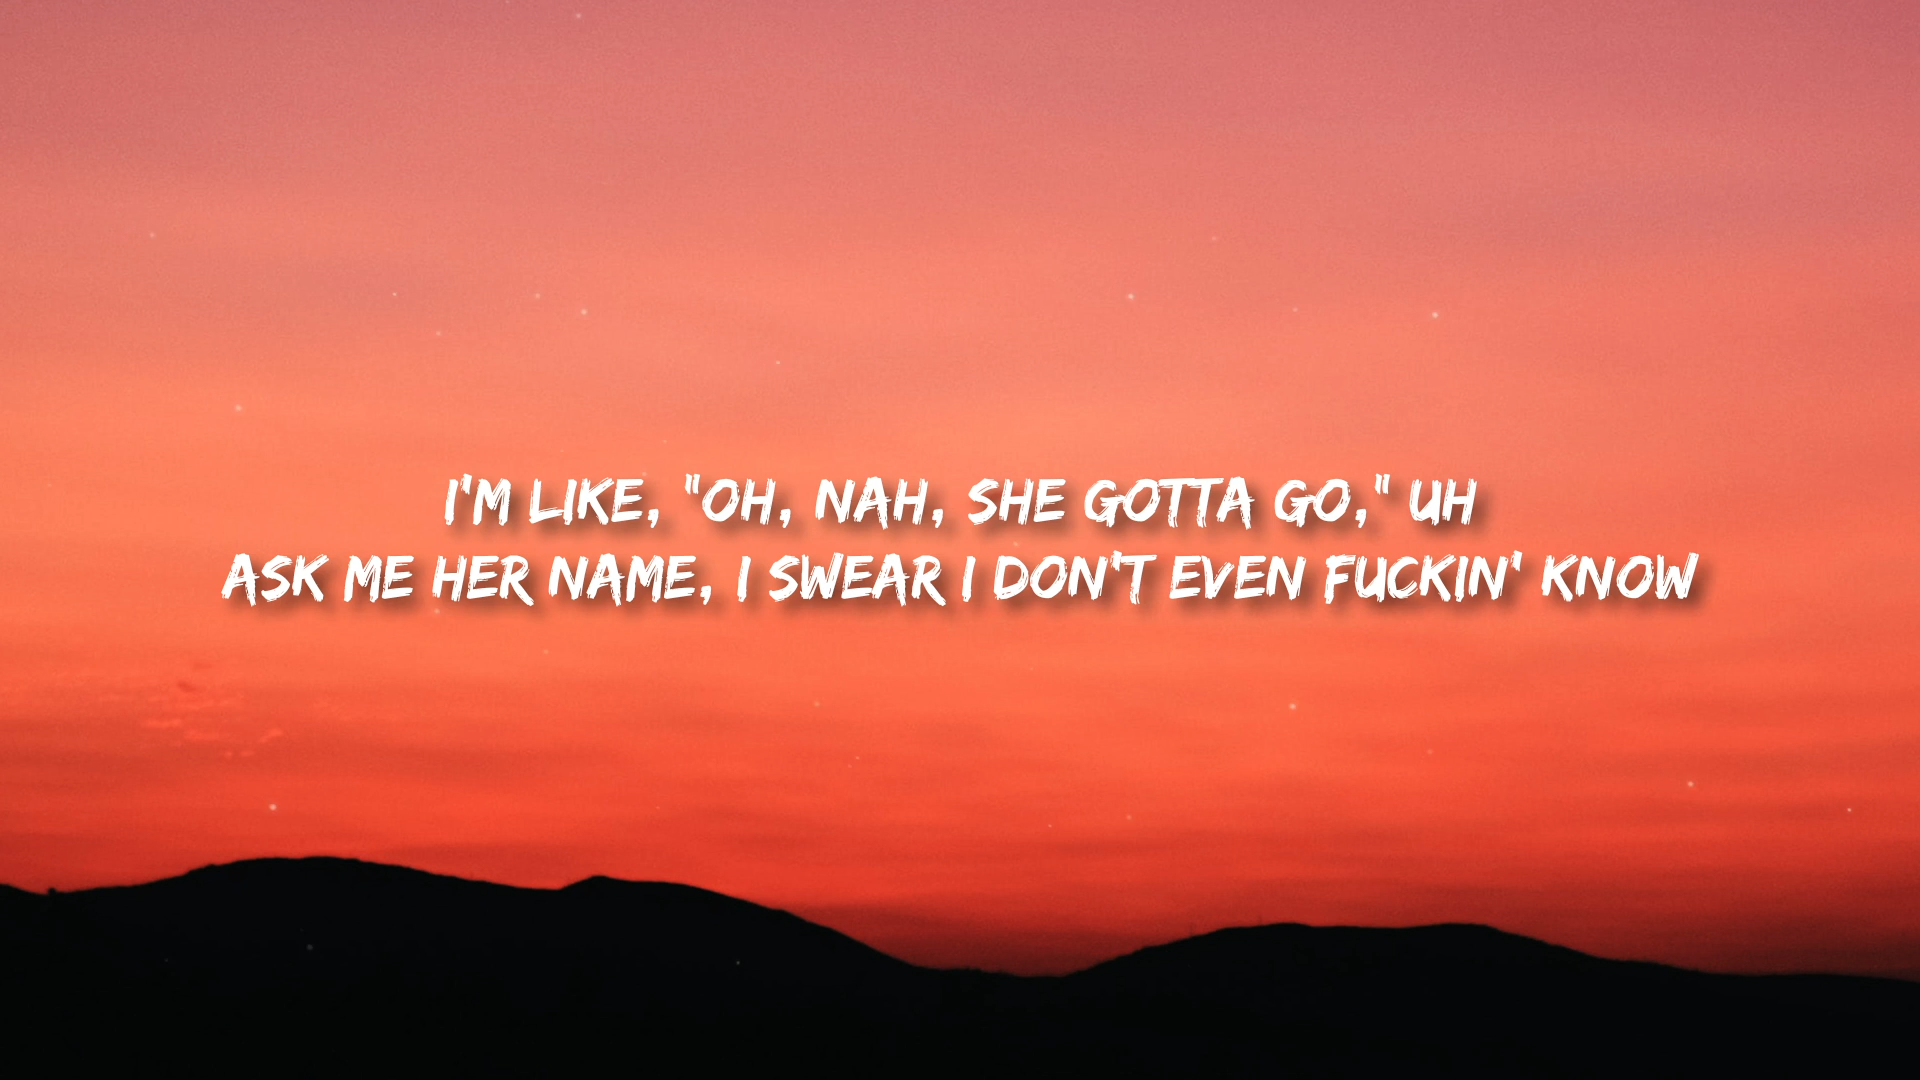 I'M LIKE, "OH, NAH, SHE GOTTA GO," UH
ASK ME HER NAME, I SWEAR I DON'T EVEN FUCKIN' KNOW